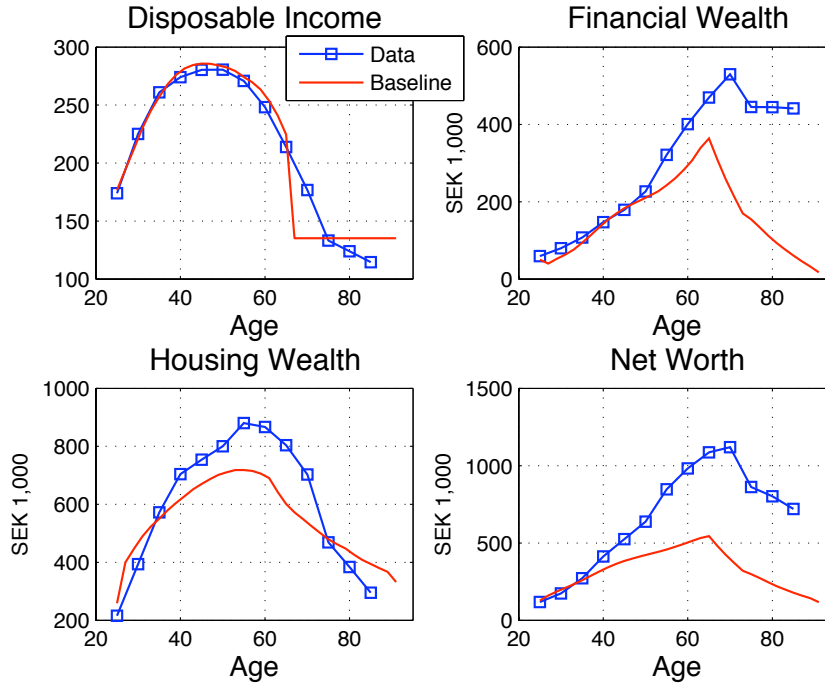 Disposable Income
300
250
200
150
100
20
40
60
80
Age
Data
Baseline
Financial Wealth
600
400
200
0
SEK 1,000
20
40
60
80
Age
Housing Wealth
1000
800
600
400
200
SEK 1,000
20
40
60
80
Age
Net Worth
1500
1000
500
0
SEK 1,000
20
40
60
80
Age